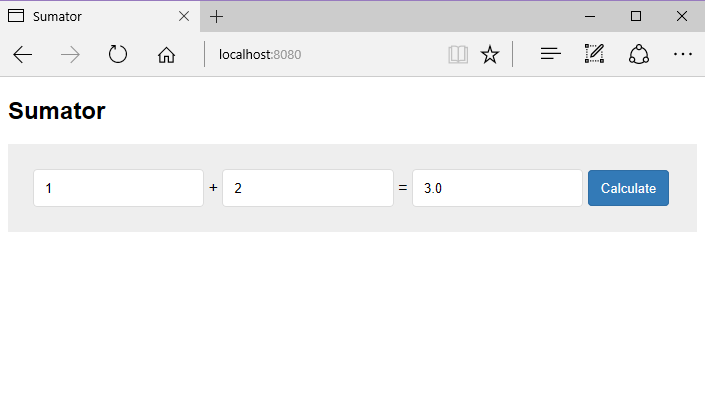 Sumator
localhost:8080
Sumator
1 + 2 = 3.0 Calculate